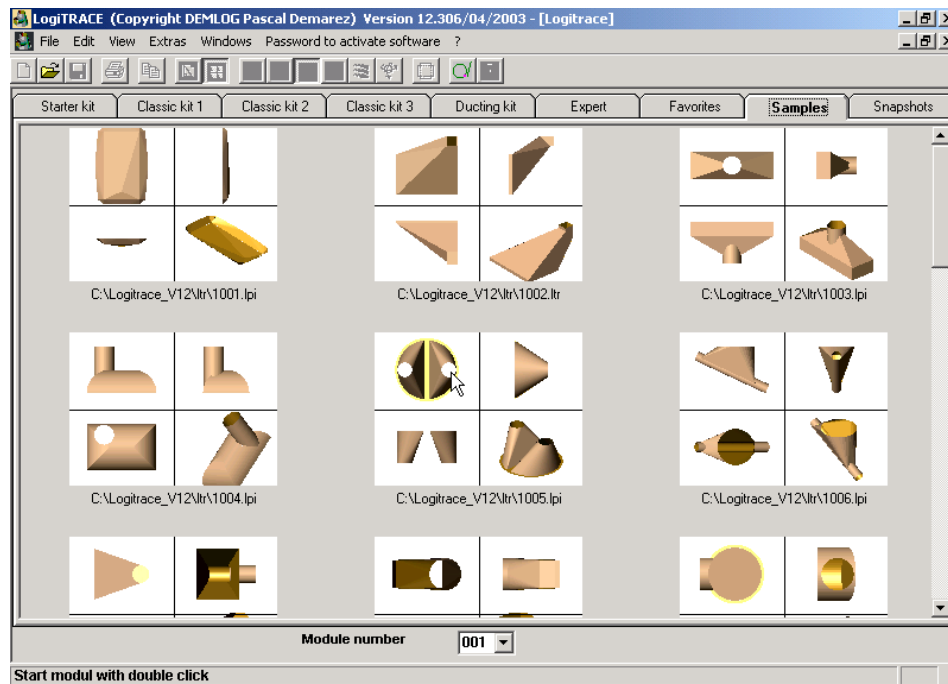 LogiTRACE (Copyright DEMLOG Pascal Demarez) Version 12.306/04/2003 - [Logitrace]
File Edit View Extras Windows Password to activate software ?
Starter kit Classic kit 1 Classic kit 2 Classic kit 3 Ducting kit Expert Favorites Samples Snapshots
C:\Logitrace_V12\ltr\1001.lpi C:\Logitrace_V12\ltr\1002.ltr C:\Logitrace_V12\ltr\1003.lpi
C:\Logitrace_V12\ltr\1004.lpi C:\Logitrace_V12\ltr\1005.lpi C:\Logitrace_V12\ltr\1006.lpi
Module number 001
Start modul with double click